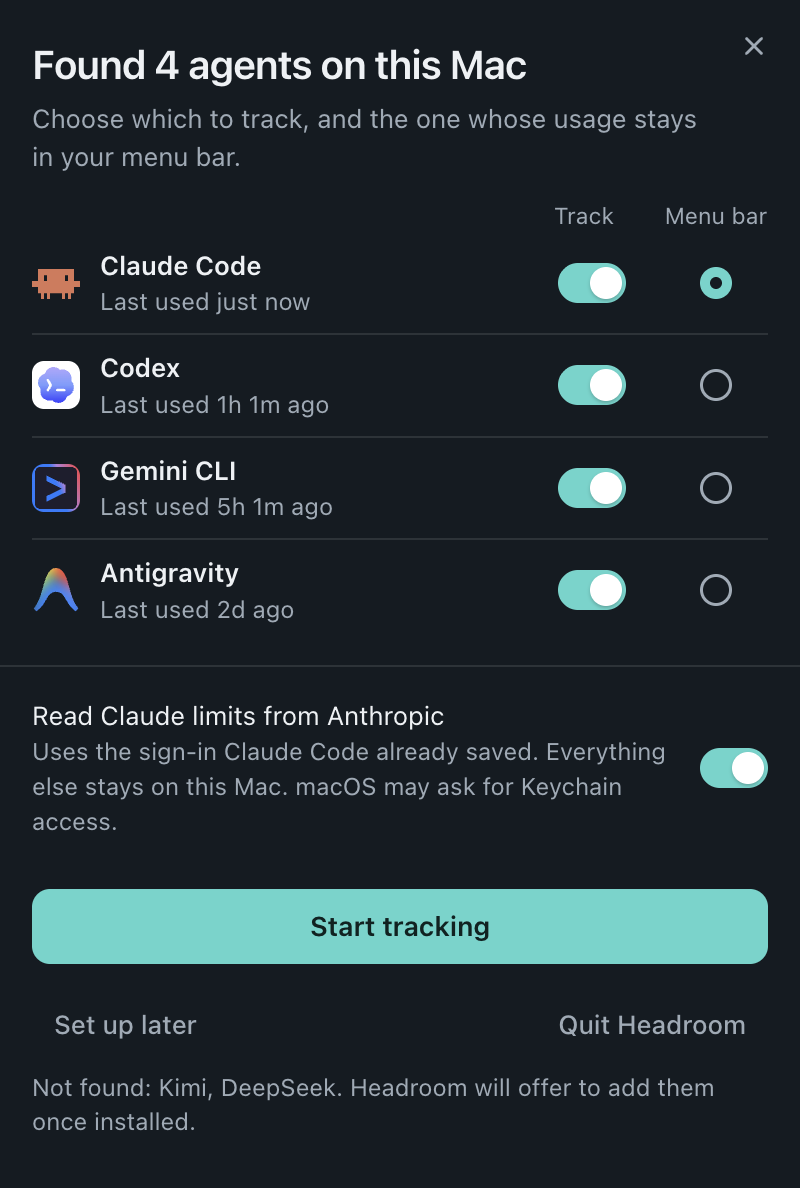 Found 4 agents on this Mac
Choose which to track, and the one whose usage stays
in your menu bar.
Track Menu bar
Claude Code
Last used just now
Codex
Last used 1h 1m ago
Gemini CLI
Last used 5h 1m ago
Antigravity
Last used 2d ago
Read Claude limits from Anthropic
Uses the sign-in Claude Code already saved. Everything
else stays on this Mac. macOS may ask for Keychain
access.
Start tracking
Set up later Quit Headroom
Not found: Kimi, DeepSeek. Headroom will offer to add them
once installed.